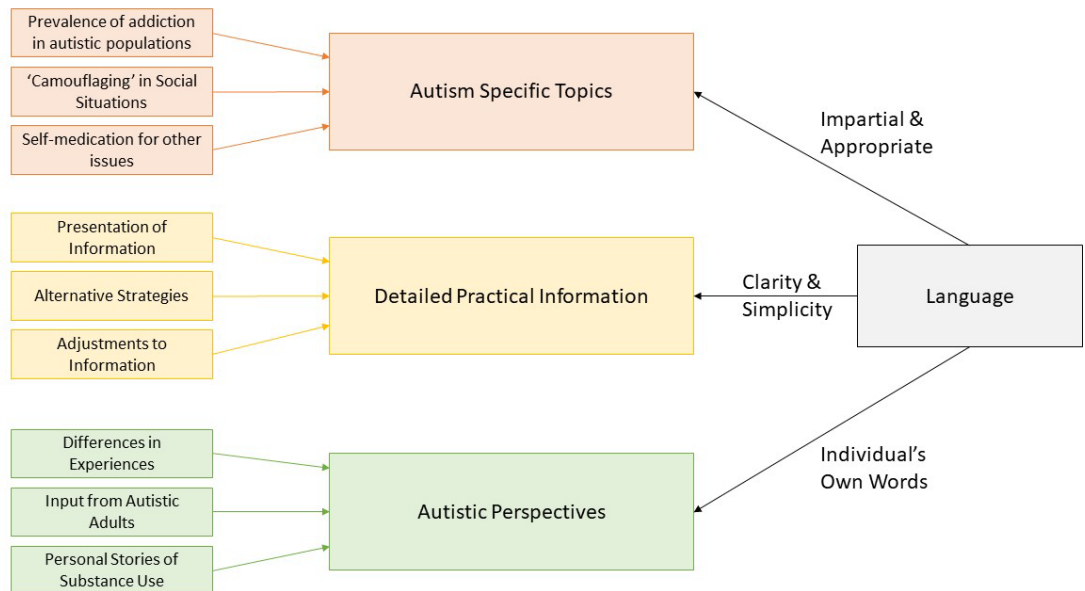 Prevalence of addiction
in autistic populations
'Camouflaging' in Social
Situations
Self-medication for other
issues
Autism Specific Topics
Impartial &
Appropriate
Presentation of
Information
Alternative Strategies
Adjustments to
Information
Detailed Practical Information
Clarity &
Simplicity
Language
Differences in
Experiences
Input from Autistic
Adults
Personal Stories of
Substance Use
Autistic Perspectives
Individual's
Own Words